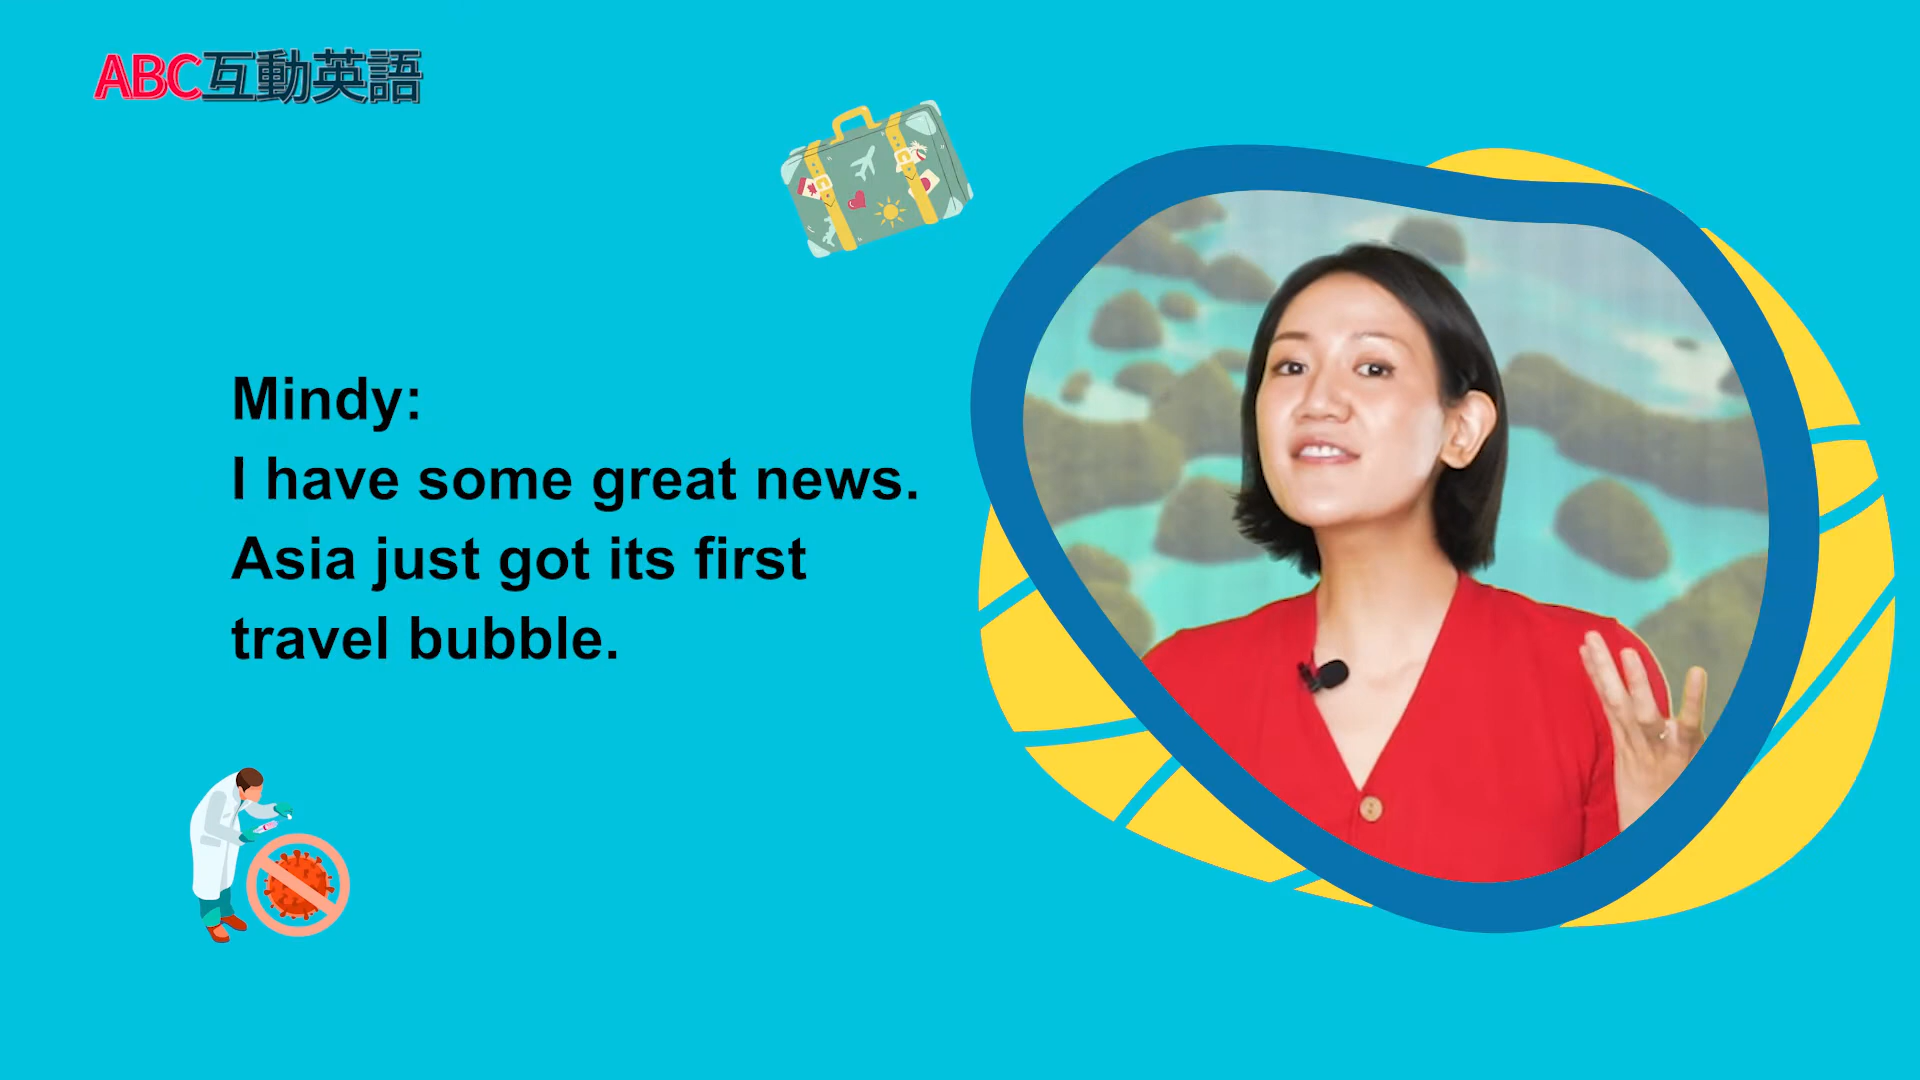 ABC互動英語
Mindy:
I have some great news.
Asia just got its first
travel bubble.